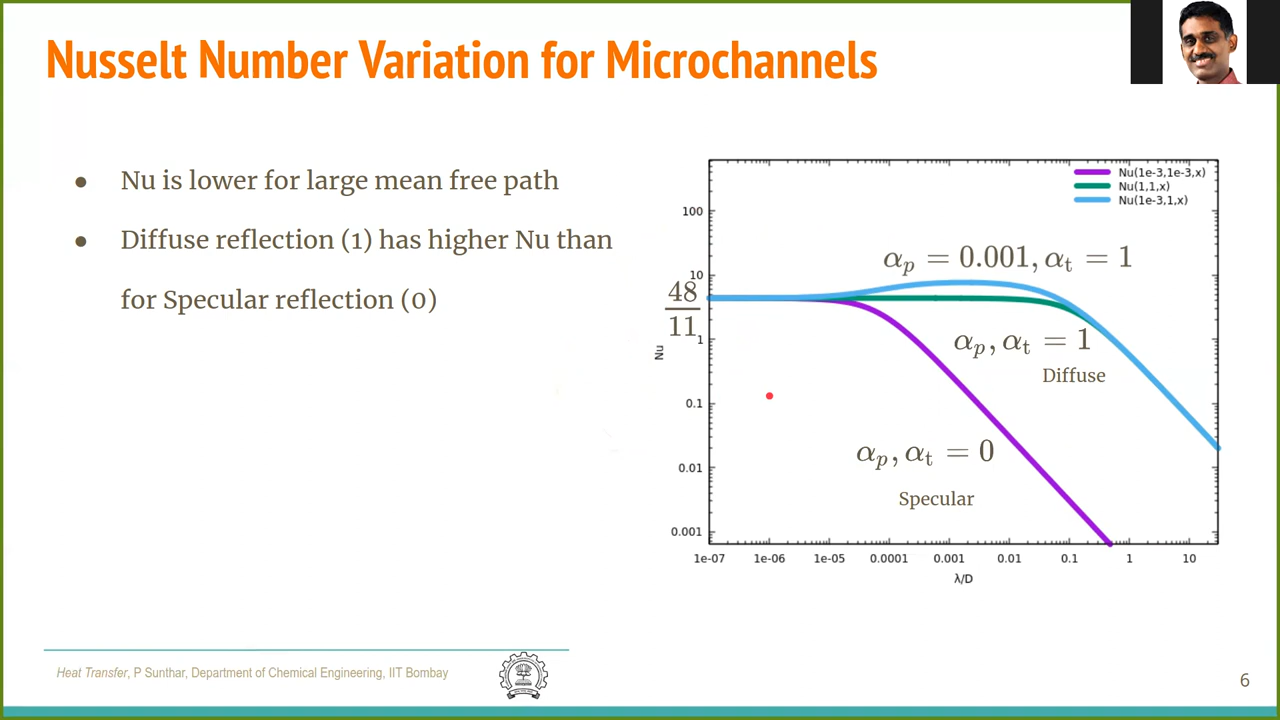 Nusselt Number Variation for Microchannels
● Nu is lower for large mean free path
● Diffuse reflection (1) has higher Nu than
for Specular reflection (0)
Nu(1e-3,1e-3,x)
Nu(1,1,x)
Nu(1e-3,1,x)
100
10
1
0.1
0.01
0.001
Nu
48
11
αₚ = 0.001, αₜ = 1
αₚ, αₜ = 1
Diffuse
αₚ, αₜ = 0
Specular
1e-07 1e-06 1e-05 0.0001 0.001 0.01 0.1 1 10
λ/D
Heat Transfer, P Sunthar, Department of Chemical Engineering, IIT Bombay
6